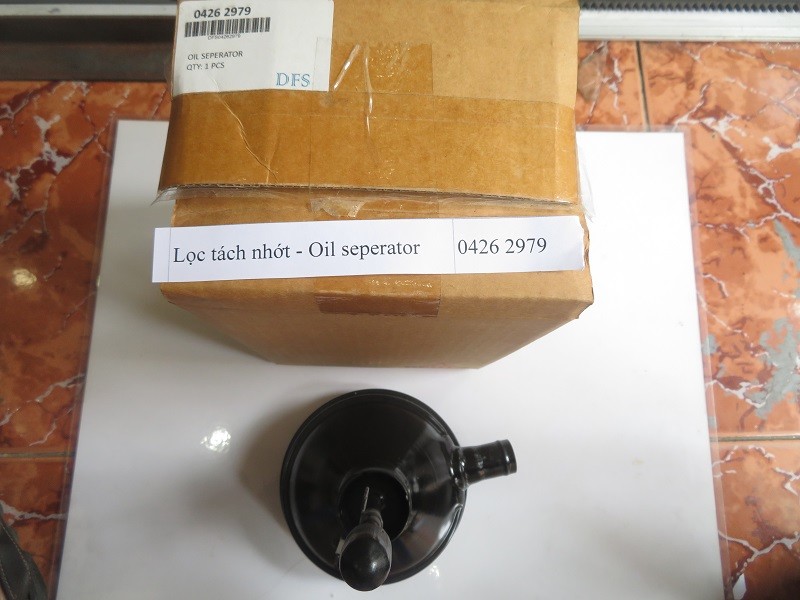 0426 2979
OIL SEPERATOR
QTY: 1 PCS
DFS
Lọc tách nhớt - Oil seperator 0426 2979